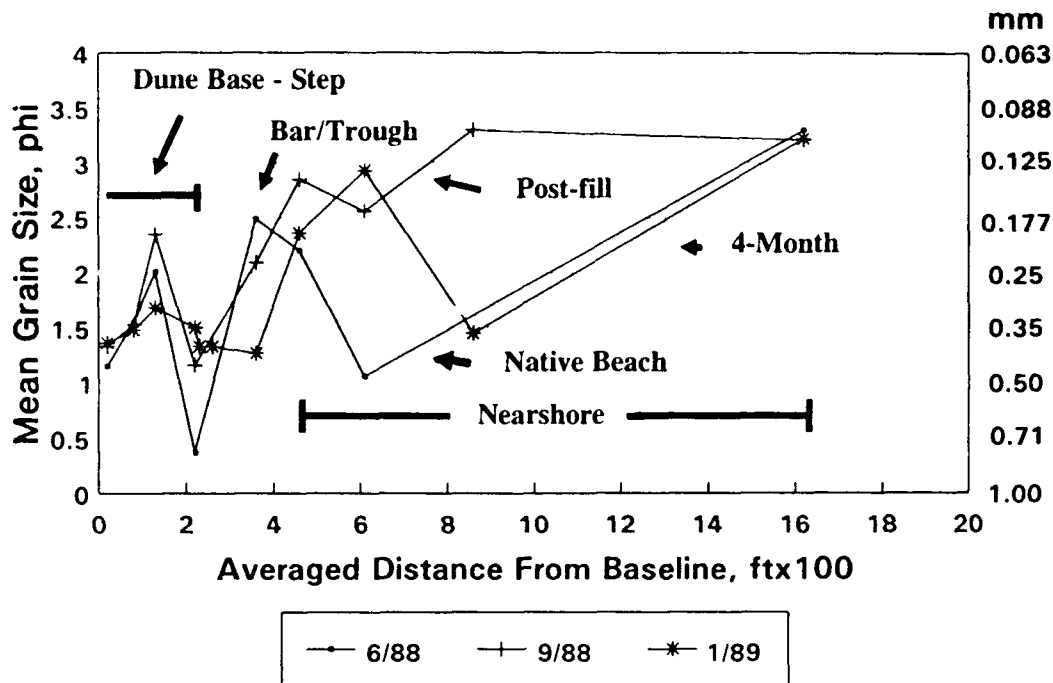 mm
4
3.5
3
2.5
2
1.5
1
0.5
0
Mean Grain Size, phi
0.063
0.088
0.125
0.177
0.25
0.35
0.50
0.71
1.00
Dune Base - Step
Bar/Trough
Post-fill
4-Month
Native Beach
Nearshore
0 2 4 6 8 10 12 14 16 18 20
Averaged Distance From Baseline, ftx100
6/88 9/88 1/89